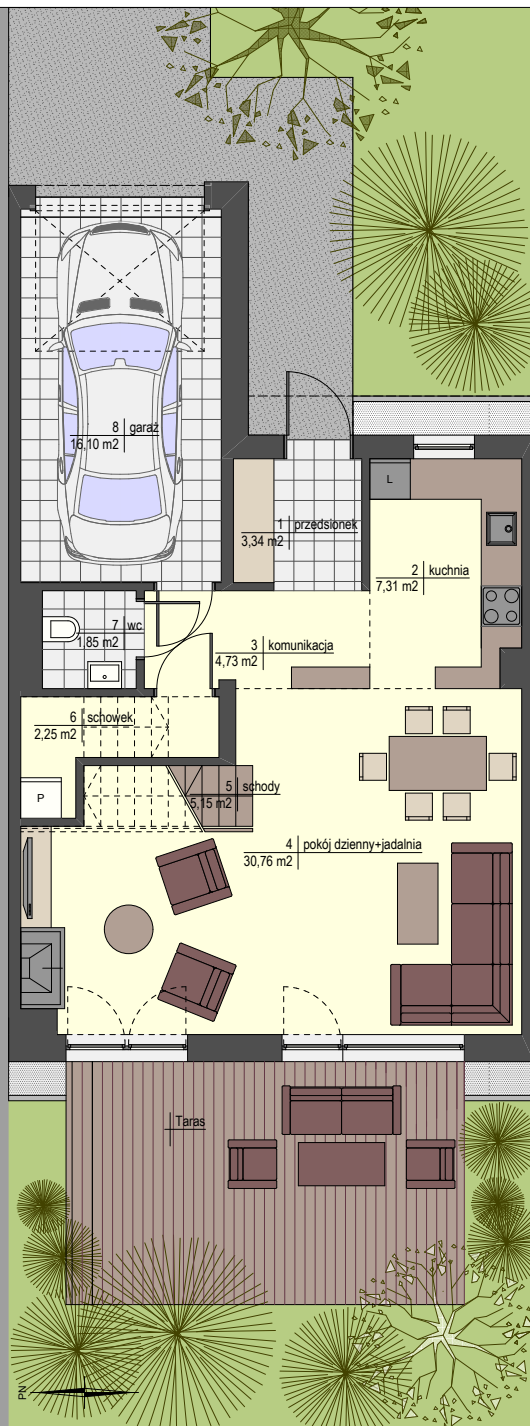 8 garaż
16,10 m2
L
1 przedsionek
3,34 m2
2 kuchnia
7,31 m2
7 wc
1,85 m2
3 komunikacja
4,73 m2
6 schowek
2,25 m2
5 schody
5,15 m2
P
4 pokój dzienny+jadalnia
30,76 m2
Taras
PN